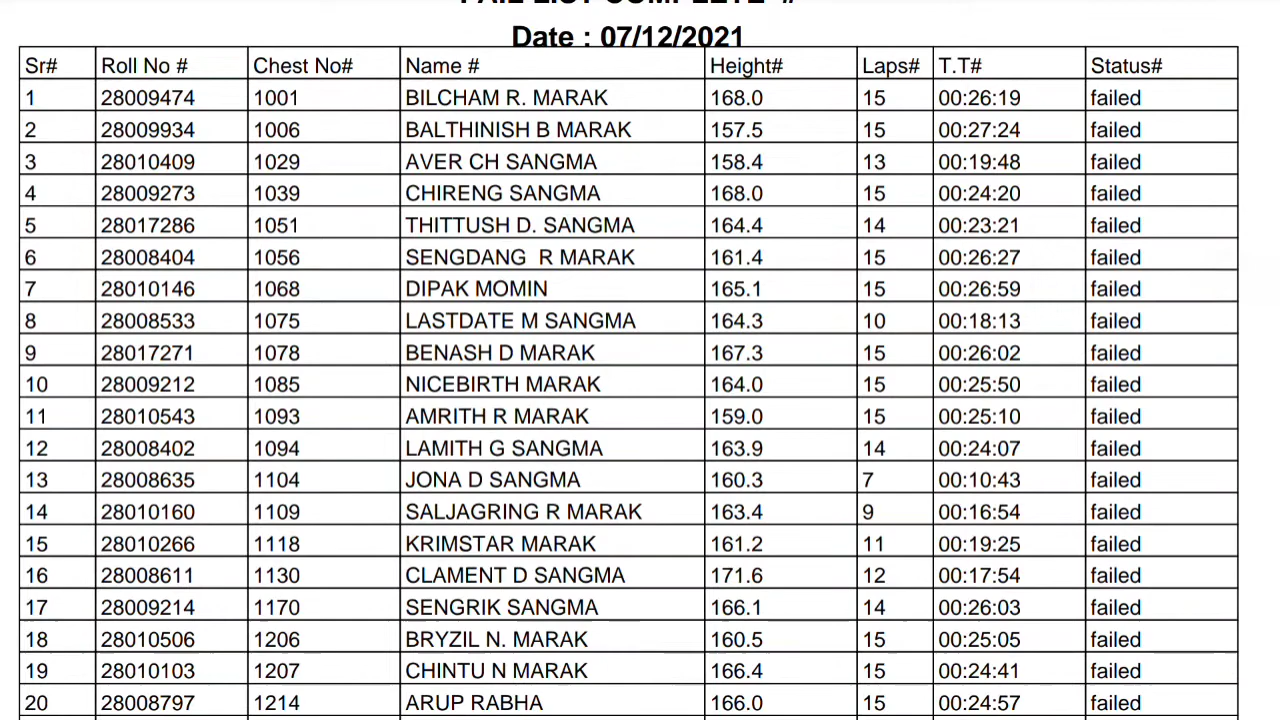 FAIL LIST COMPLETE #
Date : 07/12/2021
Sr# Roll No # Chest No# Name # Height# Laps# T.T# Status#
1 28009474 1001 BILCHAM R. MARAK 168.0 15 00:26:19 failed
2 28009934 1006 BALTHINISH B MARAK 157.5 15 00:27:24 failed
3 28010409 1029 AVER CH SANGMA 158.4 13 00:19:48 failed
4 28009273 1039 CHIRENG SANGMA 168.0 15 00:24:20 failed
5 28017286 1051 THITTUSH D. SANGMA 164.4 14 00:23:21 failed
6 28008404 1056 SENGDANG  R MARAK 161.4 15 00:26:27 failed
7 28010146 1068 DIPAK MOMIN 165.1 15 00:26:59 failed
8 28008533 1075 LASTDATE M SANGMA 164.3 10 00:18:13 failed
9 28017271 1078 BENASH D MARAK 167.3 15 00:26:02 failed
10 28009212 1085 NICEBIRTH MARAK 164.0 15 00:25:50 failed
11 28010543 1093 AMRITH R MARAK 159.0 15 00:25:10 failed
12 28008402 1094 LAMITH G SANGMA 163.9 14 00:24:07 failed
13 28008635 1104 JONA D SANGMA 160.3 7 00:10:43 failed
14 28010160 1109 SALJAGRING R MARAK 163.4 9 00:16:54 failed
15 28010266 1118 KRIMSTAR MARAK 161.2 11 00:19:25 failed
16 28008611 1130 CLAMENT D SANGMA 171.6 12 00:17:54 failed
17 28009214 1170 SENGRIK SANGMA 166.1 14 00:26:03 failed
18 28010506 1206 BRYZIL N. MARAK 160.5 15 00:25:05 failed
19 28010103 1207 CHINTU N MARAK 166.4 15 00:24:41 failed
20 28008797 1214 ARUP RABHA 166.0 15 00:24:57 failed